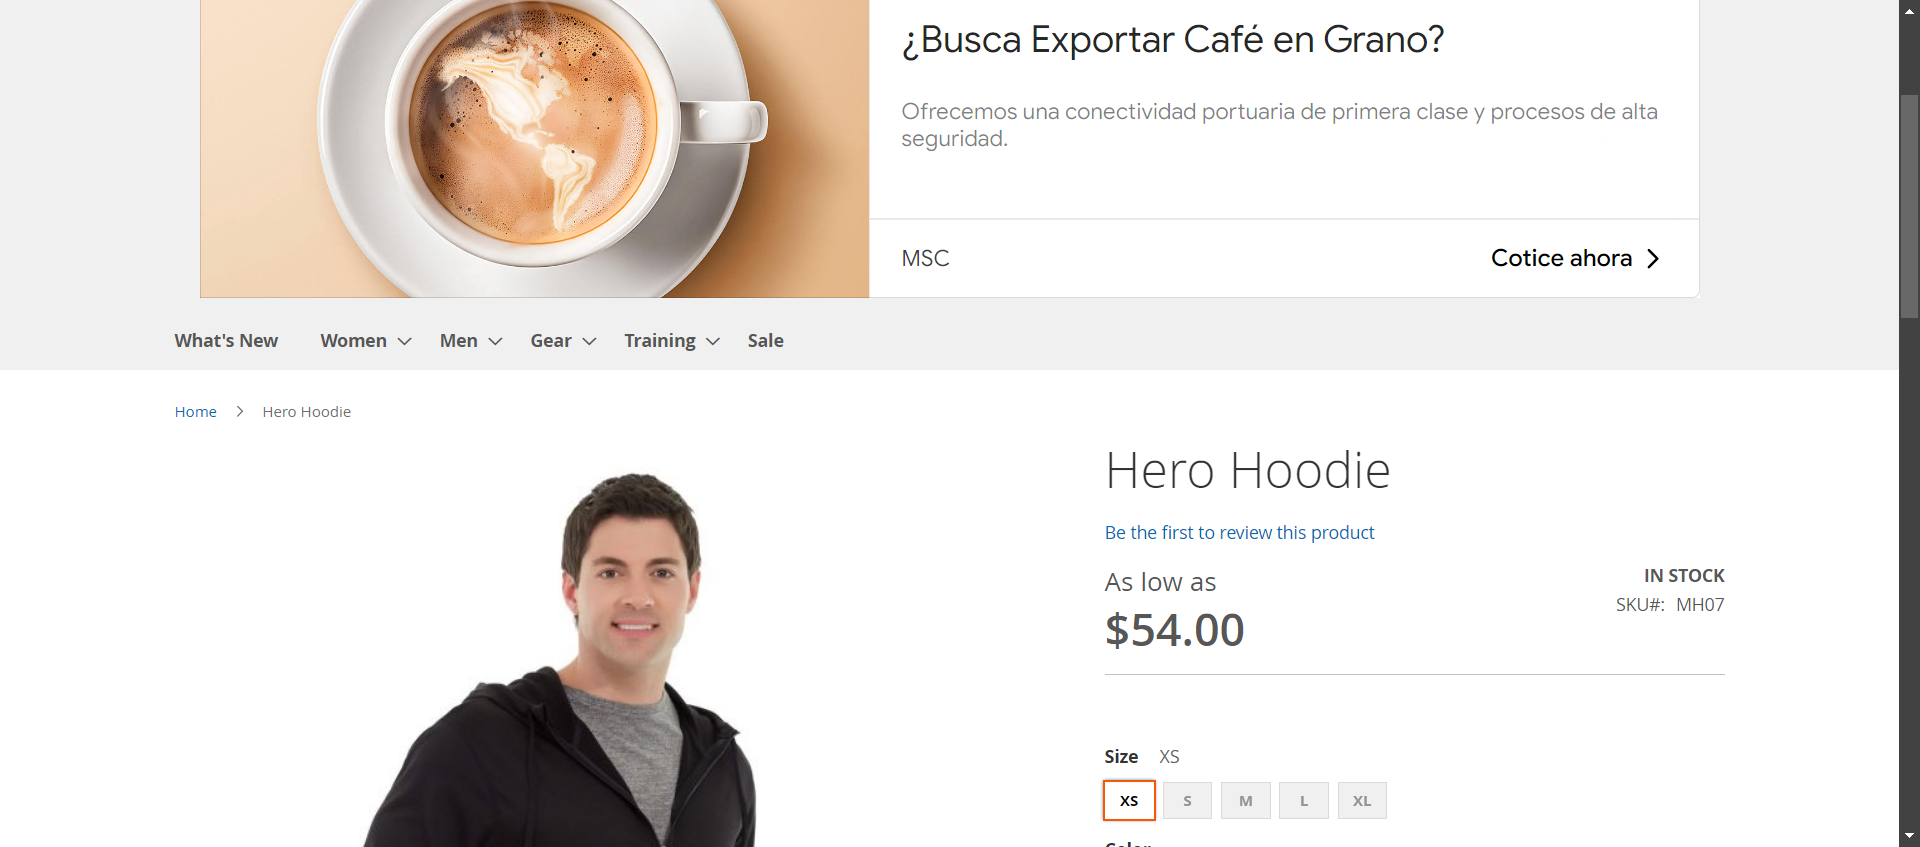 ¿Busca Exportar Café en Grano?
Ofrecemos una conectividad portuaria de primera clase y procesos de alta
seguridad.
MSC
Cotice ahora
What's New
Women
Men
Gear
Training
Sale
Home
Hero Hoodie
Hero Hoodie
Be the first to review this product
As low as
IN STOCK
$54.00
SKU#: MH07
Size XS
XS S M L XL